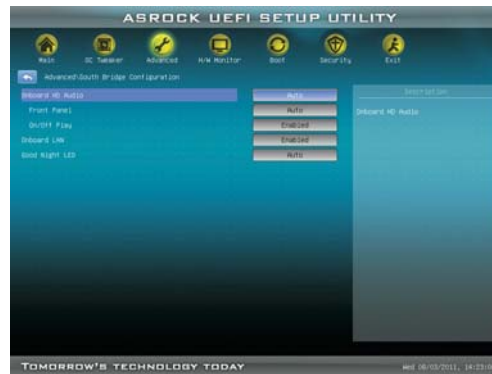 ASROCK UEFI SETUP UTILITY
Main OC Tweaker Advanced H/W Monitor Boot Security Exit
Advanced\South Bridge Configuration
Description
Onboard HD Audio Auto
Front Panel Auto
Onboard HD Audio
On/Off Play Enabled
Onboard LAN Enabled
Good Night LED Auto
TOMORROW'S TECHNOLOGY TODAY